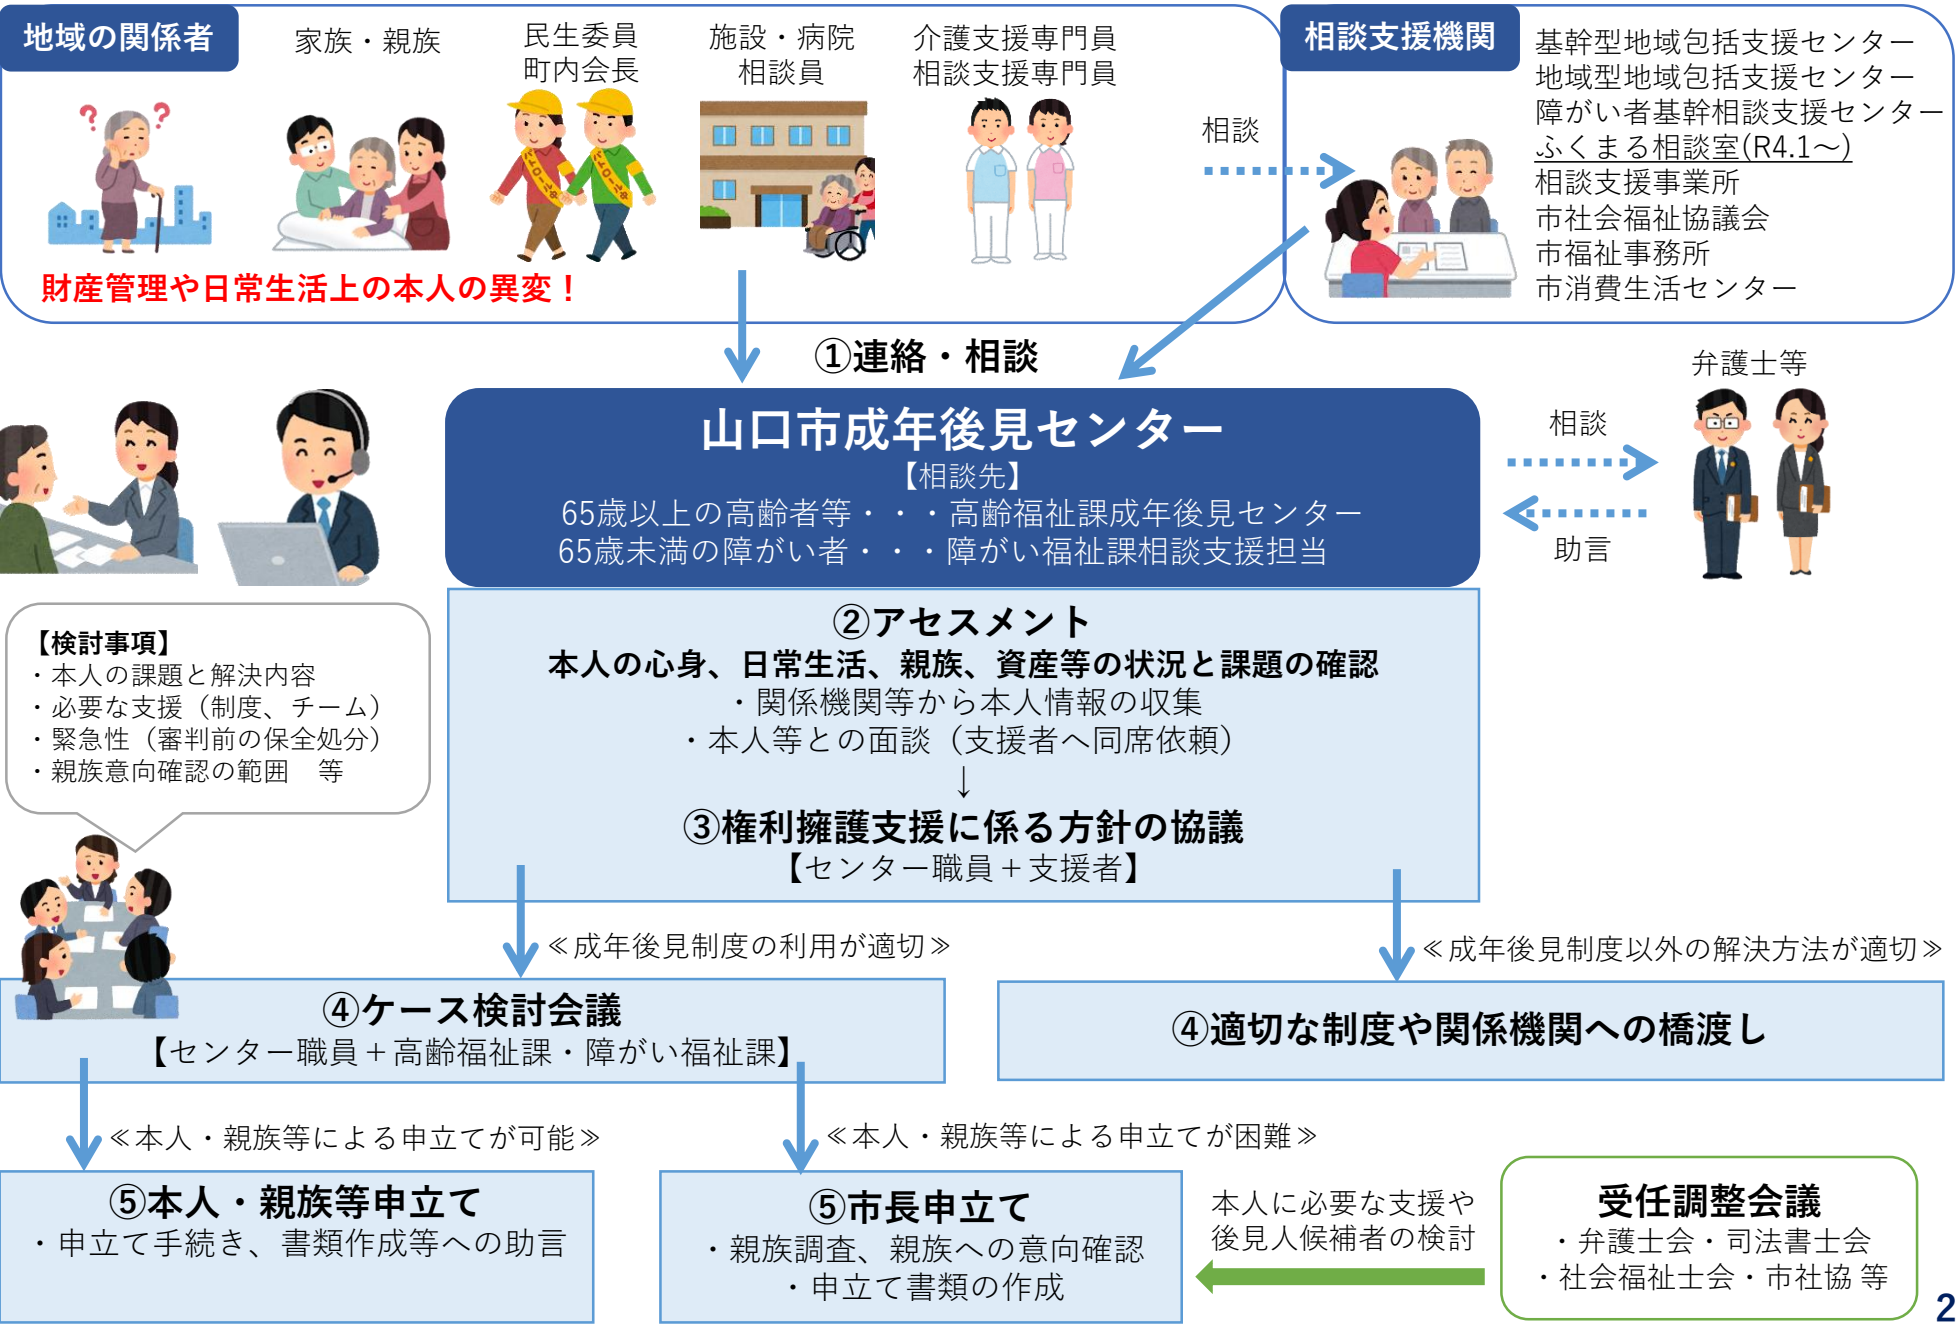 地域の関係者
家族・親族
民生委員
町内会長
施設・病院
相談員
介護支援専門員
相談支援専門員
財産管理や日常生活上の本人の異変！
相談
相談支援機関
基幹型地域包括支援センター
地域型地域包括支援センター
障がい者基幹相談支援センター
ふくまる相談室(R4.1～)
相談支援事業所
市社会福祉協議会
市福祉事務所
市消費生活センター
①連絡・相談
山口市成年後見センター
【相談先】
65歳以上の高齢者等・・・高齢福祉課成年後見センター
65歳未満の障がい者・・・障がい福祉課相談支援担当
弁護士等
相談
助言
②アセスメント
本人の心身、日常生活、親族、資産等の状況と課題の確認
・関係機関等から本人情報の収集
・本人等との面談（支援者へ同席依頼）
↓
③権利擁護支援に係る方針の協議
【センター職員＋支援者】
【検討事項】
・本人の課題と解決内容
・必要な支援（制度、チーム）
・緊急性（審判前の保全処分）
・親族意向確認の範囲　等
≪成年後見制度の利用が適切≫
≪成年後見制度以外の解決方法が適切≫
④ケース検討会議
【センター職員＋高齢福祉課・障がい福祉課】
④適切な制度や関係機関への橋渡し
≪本人・親族等による申立てが可能≫
≪本人・親族等による申立てが困難≫
⑤本人・親族等申立て
・申立て手続き、書類作成等への助言
⑤市長申立て
・親族調査、親族への意向確認
・申立て書類の作成
本人に必要な支援や
後見人候補者の検討
受任調整会議
・弁護士会・司法書士会
・社会福祉士会・市社協 等
2